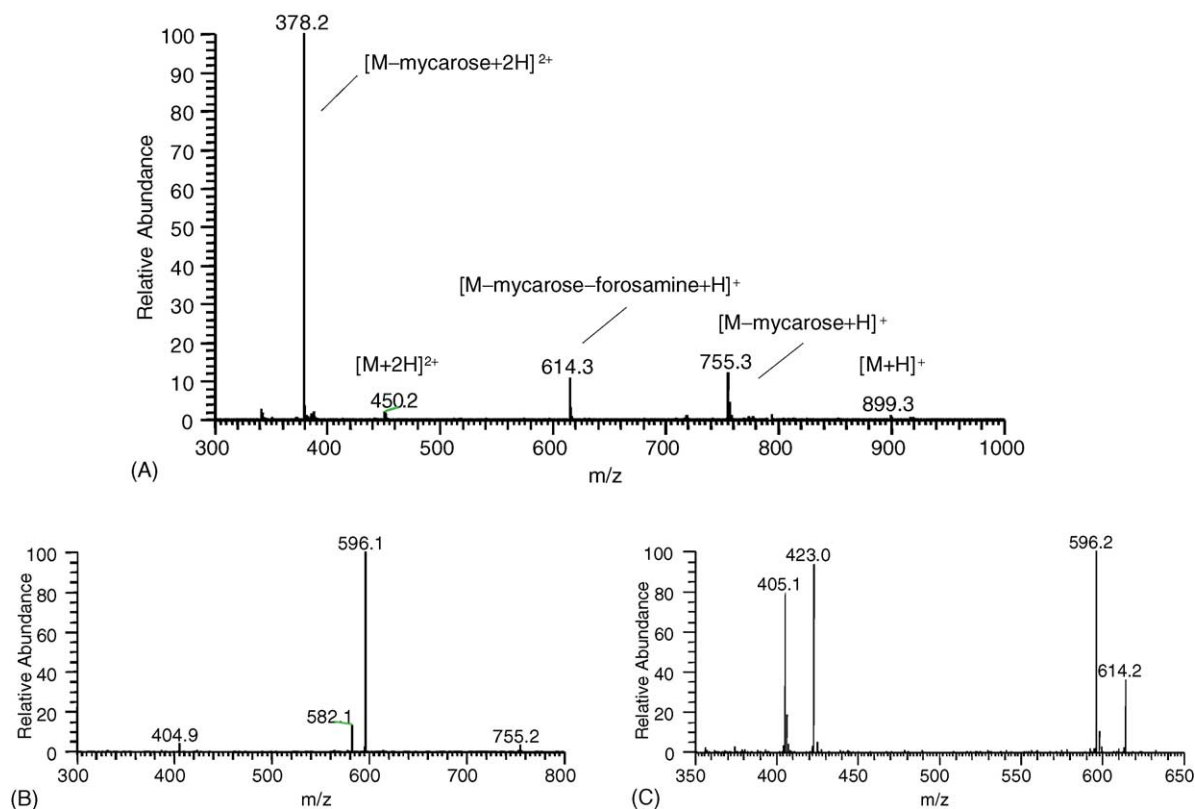 378.2
100
90
80
70
60
50
40
30
20
10
0
Relative Abundance
[M–mycarose+2H]2+
[M–mycarose–forosamine+H]+
[M–mycarose+H]+
[M+2H]2+
[M+H]+
450.2
614.3
755.3
899.3
300 400 500 600 700 800 900 1000
m/z
(A)
100
80
60
40
20
0
Relative Abundance
596.1
582.1
404.9
755.2
300 400 500 600 700 800
m/z
(B)
100
80
60
40
20
0
Relative Abundance
405.1
423.0
596.2
614.2
350 400 450 500 550 600 650
m/z
(C)